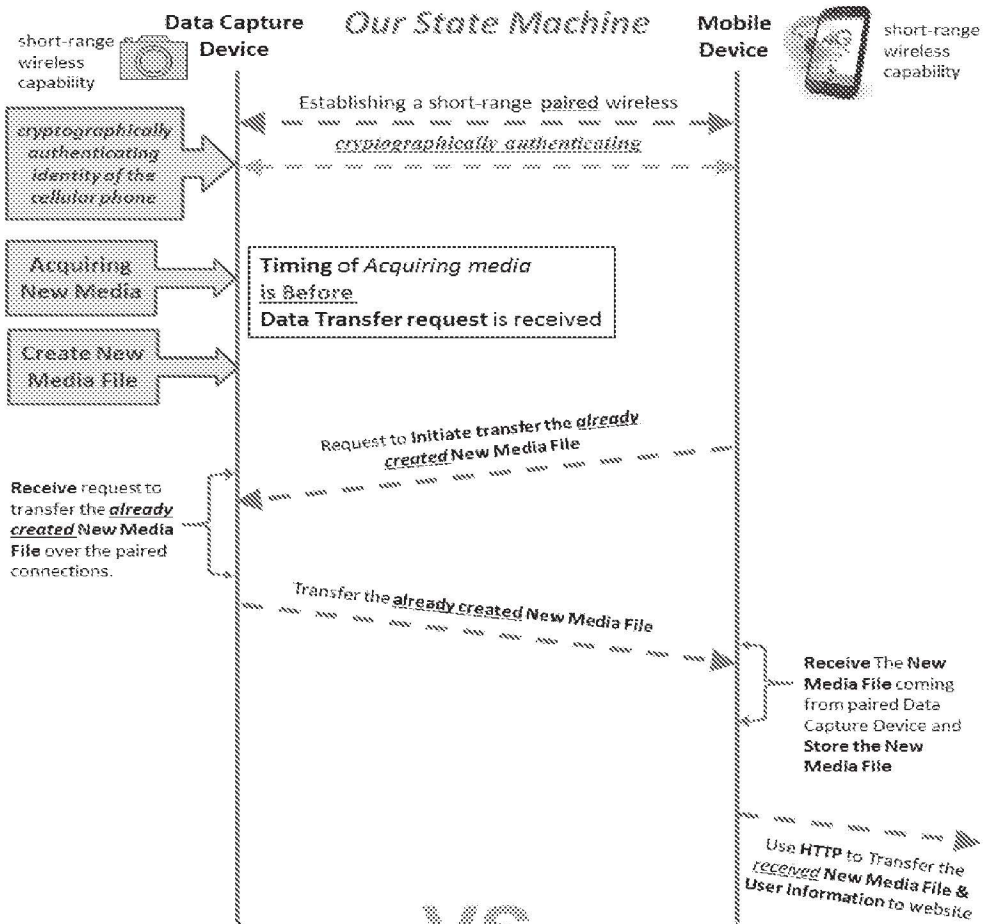 Our State Machine
Data Capture
Device
Mobile
Device
short-range
wireless
capability
short-range
wireless
capability
Establishing a short-range paired wireless
cryptographically authenticating
cryptographically
authenticating
identity of the
cellular phone
Acquiring
New Media
Timing of Acquiring media
is Before
Data Transfer request is received
Create New
Media File
Request to Initiate transfer the already
created New Media File
Receive request to
transfer the already
created New Media
File over the paired
connections.
Transfer the already created New Media File
Receive The New
Media File coming
from paired Data
Capture Device and
Store the New
Media File
Use HTTP to Transfer the
received New Media File &
User Information to website
VS